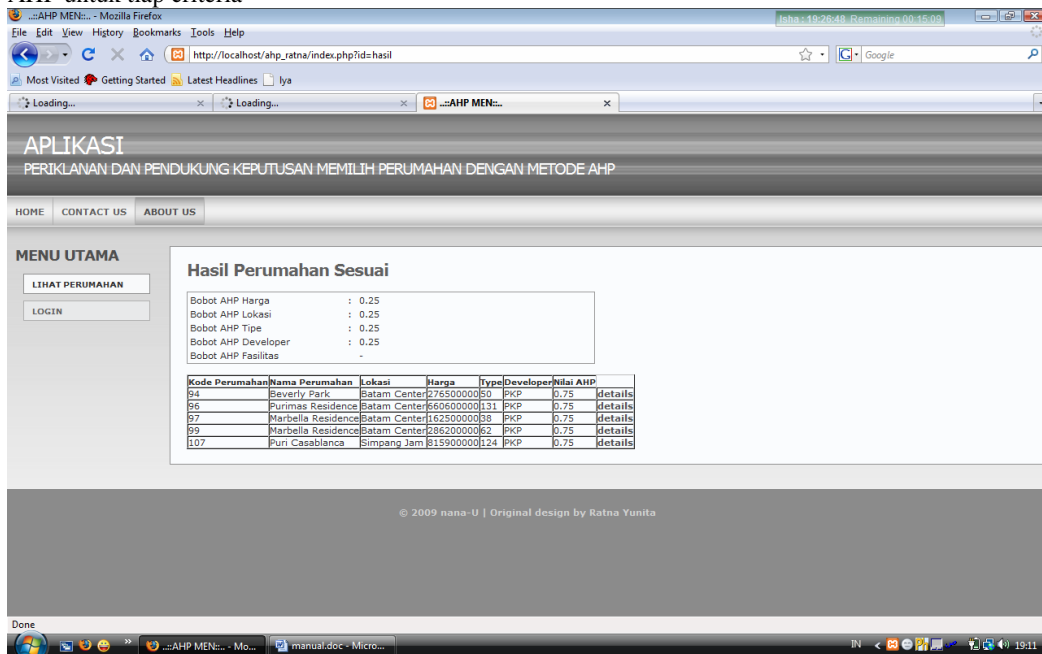 AHP untuk tiap criteria
..::AHP MEN::.. - Mozilla Firefox
Isha : 19:26:48, Remaining 00:15:09
File Edit View History Bookmarks Tools Help
http://localhost/ahp_ratna/index.php?id=hasil
G Google
Most Visited Getting Started Latest Headlines Iya
Loading... Loading... ..::AHP MEN::..
APLIKASI
PERIKLANAN DAN PENDUKUNG KEPUTUSAN MEMILIH PERUMAHAN DENGAN METODE AHP
HOME CONTACT US ABOUT US
MENU UTAMA
LIHAT PERUMAHAN
LOGIN
Hasil Perumahan Sesuai
Bobot AHP Harga : 0.25
Bobot AHP Lokasi : 0.25
Bobot AHP Tipe : 0.25
Bobot AHP Developer : 0.25
Bobot AHP Fasilitas -
Kode Perumahan Nama Perumahan Lokasi Harga Type Developer Nilai AHP
94 Beverly Park Batam Center 276500000 50 PKP 0.75 details
96 Purimas Residence Batam Center 660600000 131 PKP 0.75 details
97 Marbella Residence Batam Center 162500000 38 PKP 0.75 details
99 Marbella Residence Batam Center 286200000 62 PKP 0.75 details
107 Puri Casablanca Simpang Jam 815900000 124 PKP 0.75 details
© 2009 nana-U | Original design by Ratna Yunita
Done
..::AHP MEN::.. - Mo... manual.doc - Micro... IN 19:11